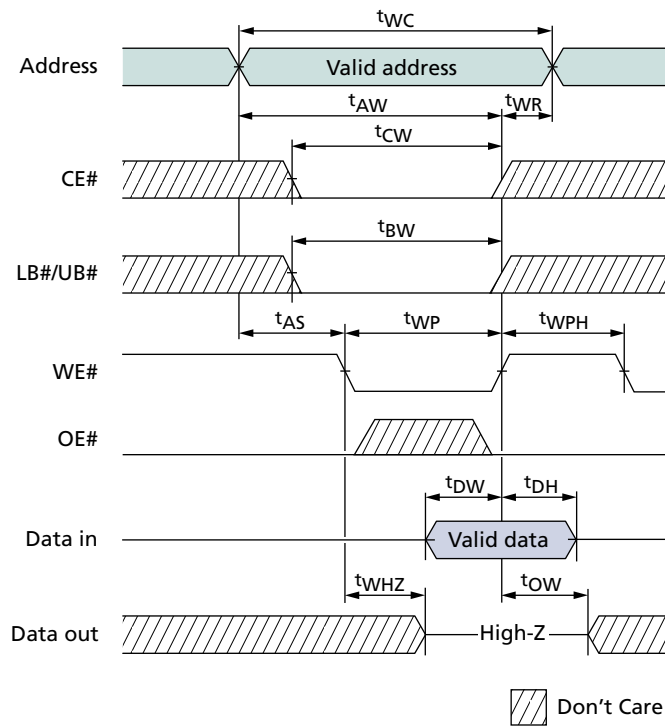 tWC
Address
Valid address
tAW
tWR
tCW
CE#
tBW
LB#/UB#
tAS
tWP
tWPH
WE#
OE#
tDW
tDH
Data in
Valid data
tWHZ
tOW
Data out
High-Z
Don't Care